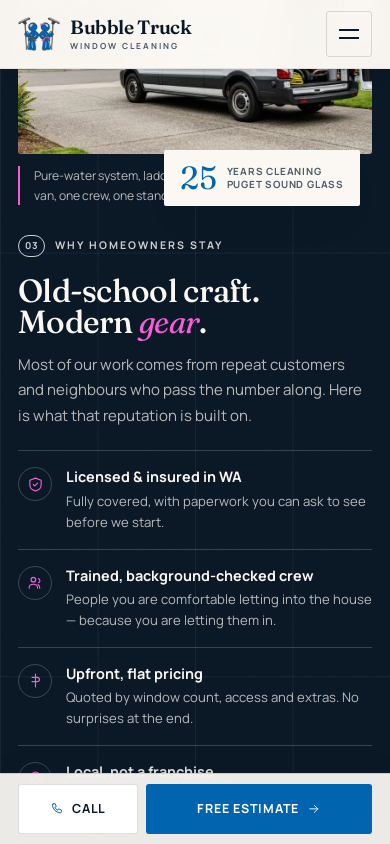 Bubble Truck
WINDOW CLEANING
25 YEARS CLEANING
PUGET SOUND GLASS
Pure-water system,
van, one crew, one
03 WHY HOMEOWNERS STAY
Old-school craft.
Modern gear.
Most of our work comes from repeat customers
and neighbours who pass the number along. Here
is what that reputation is built on.
Licensed & insured in WA
Fully covered, with paperwork you can ask to see
before we start.
Trained, background-checked crew
People you are comfortable letting into the house
— because you are letting them in.
Upfront, flat pricing
Quoted by window count, access and extras. No
surprises at the end.
Local, not a franchise
CALL
FREE ESTIMATE →